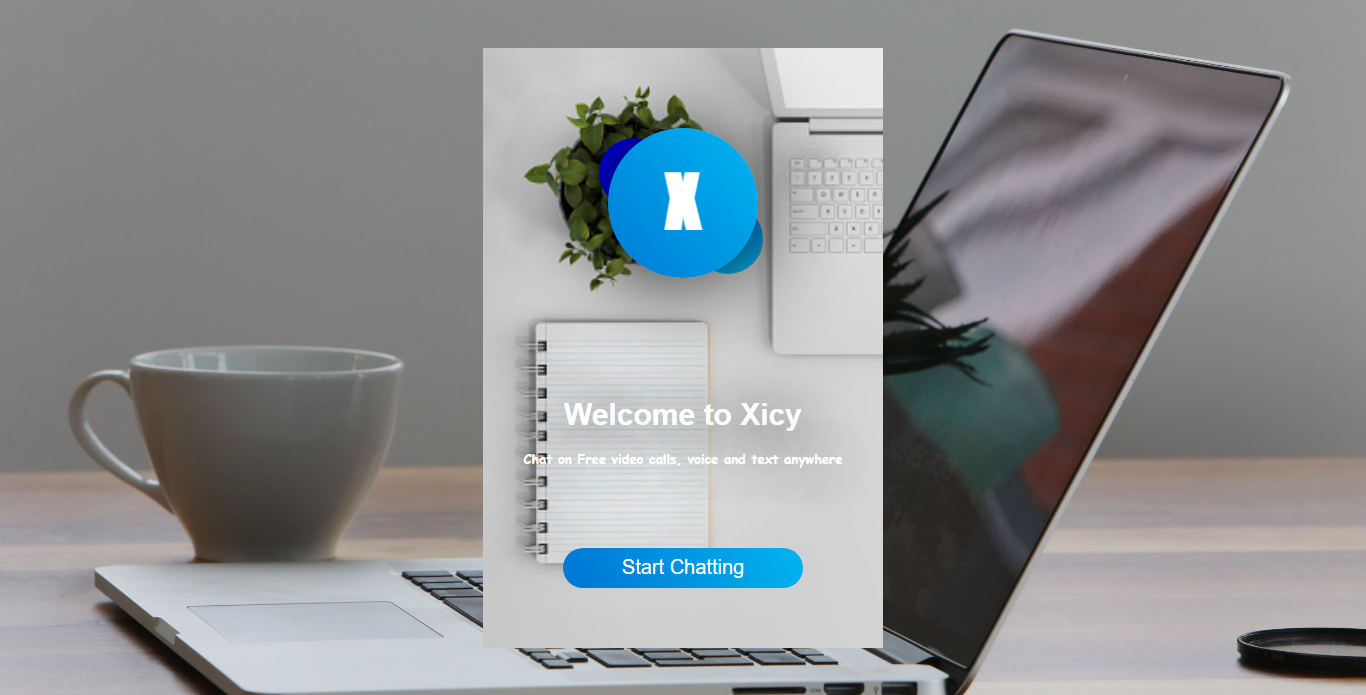 X
Welcome to Xicy
Chat on Free video calls, voice and text anywhere
Start Chatting